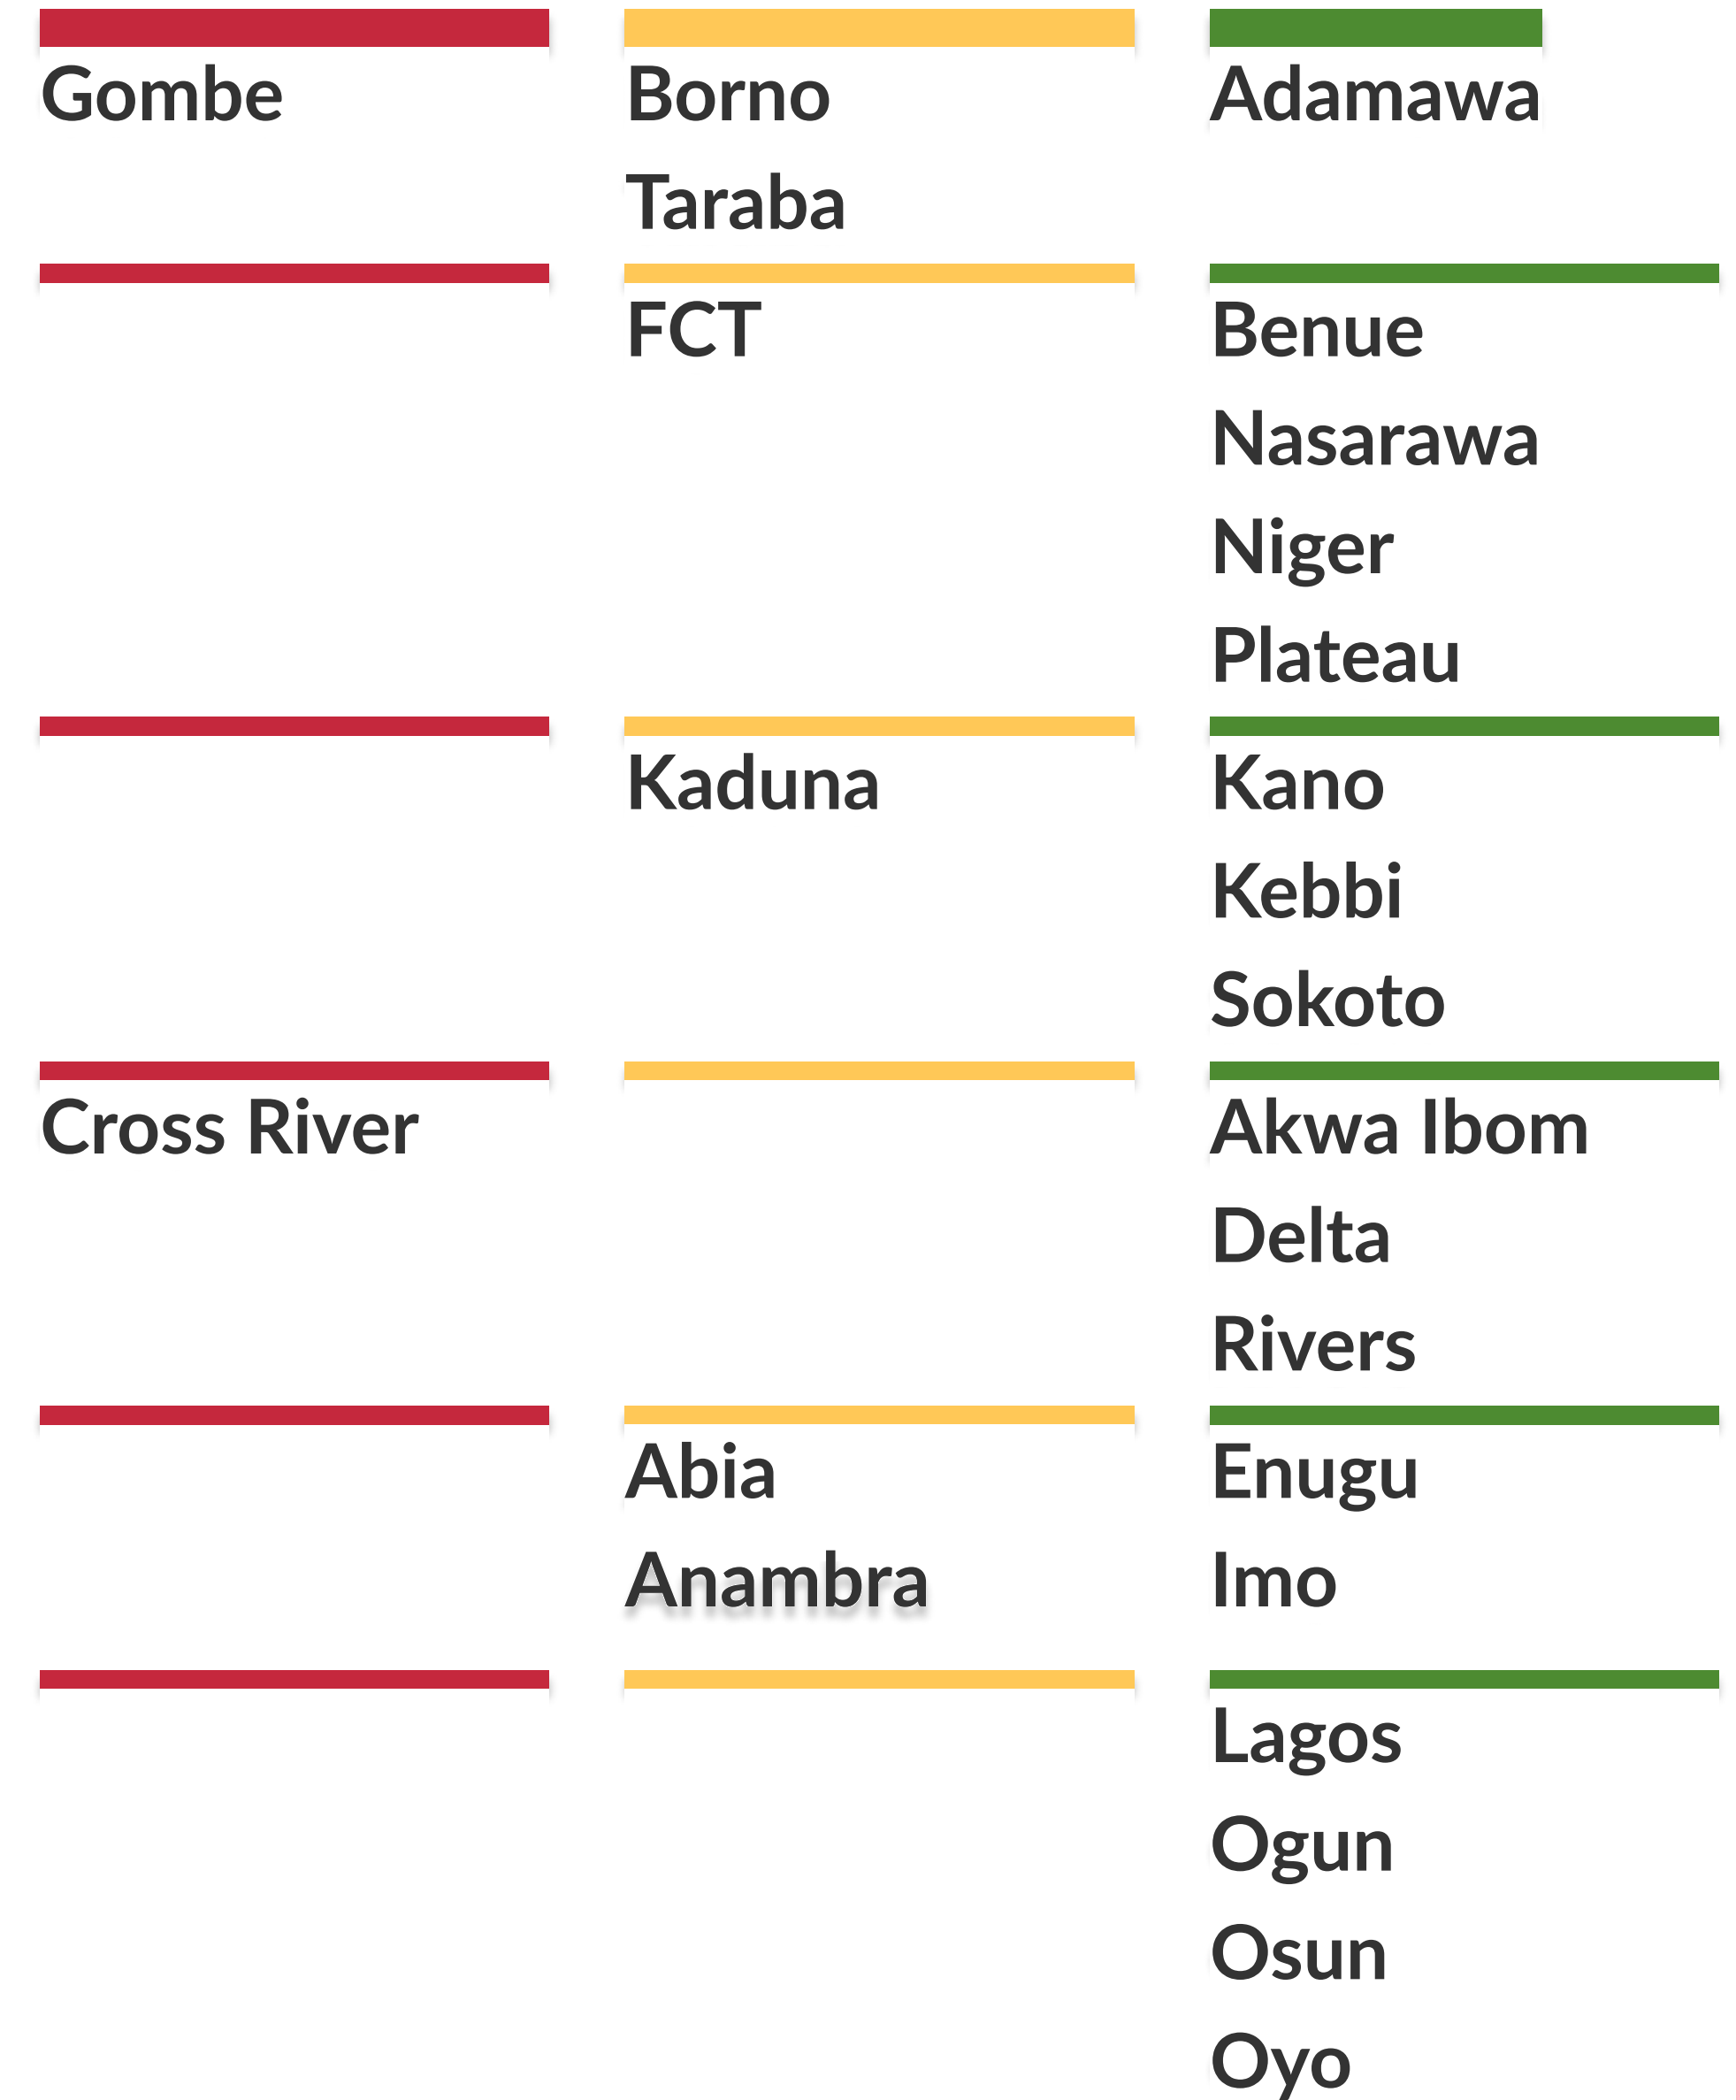 Gombe
Borno
Adamawa
Taraba
FCT
Benue
Nasarawa
Niger
Plateau
Kaduna
Kano
Kebbi
Sokoto
Cross River
Akwa Ibom
Delta
Rivers
Abia
Enugu
Anambra
Imo
Lagos
Ogun
Osun
Oyo